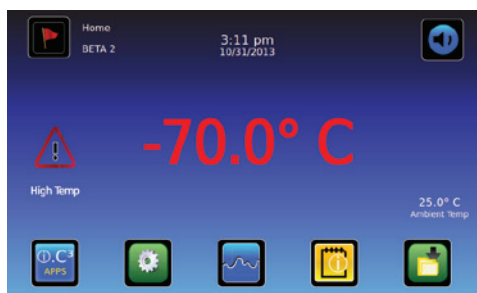 Home
BETA 2
3:11 pm
10/31/2013
-70.0° C
High Temp
25.0° C
Ambient Temp
i.C³
APPS
i